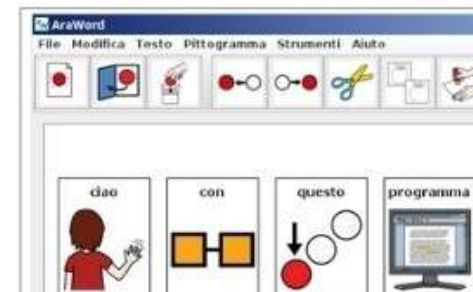 AraWord
File Modifica Testo Pittogramma Strumenti Aiuto
ciao con questo programma